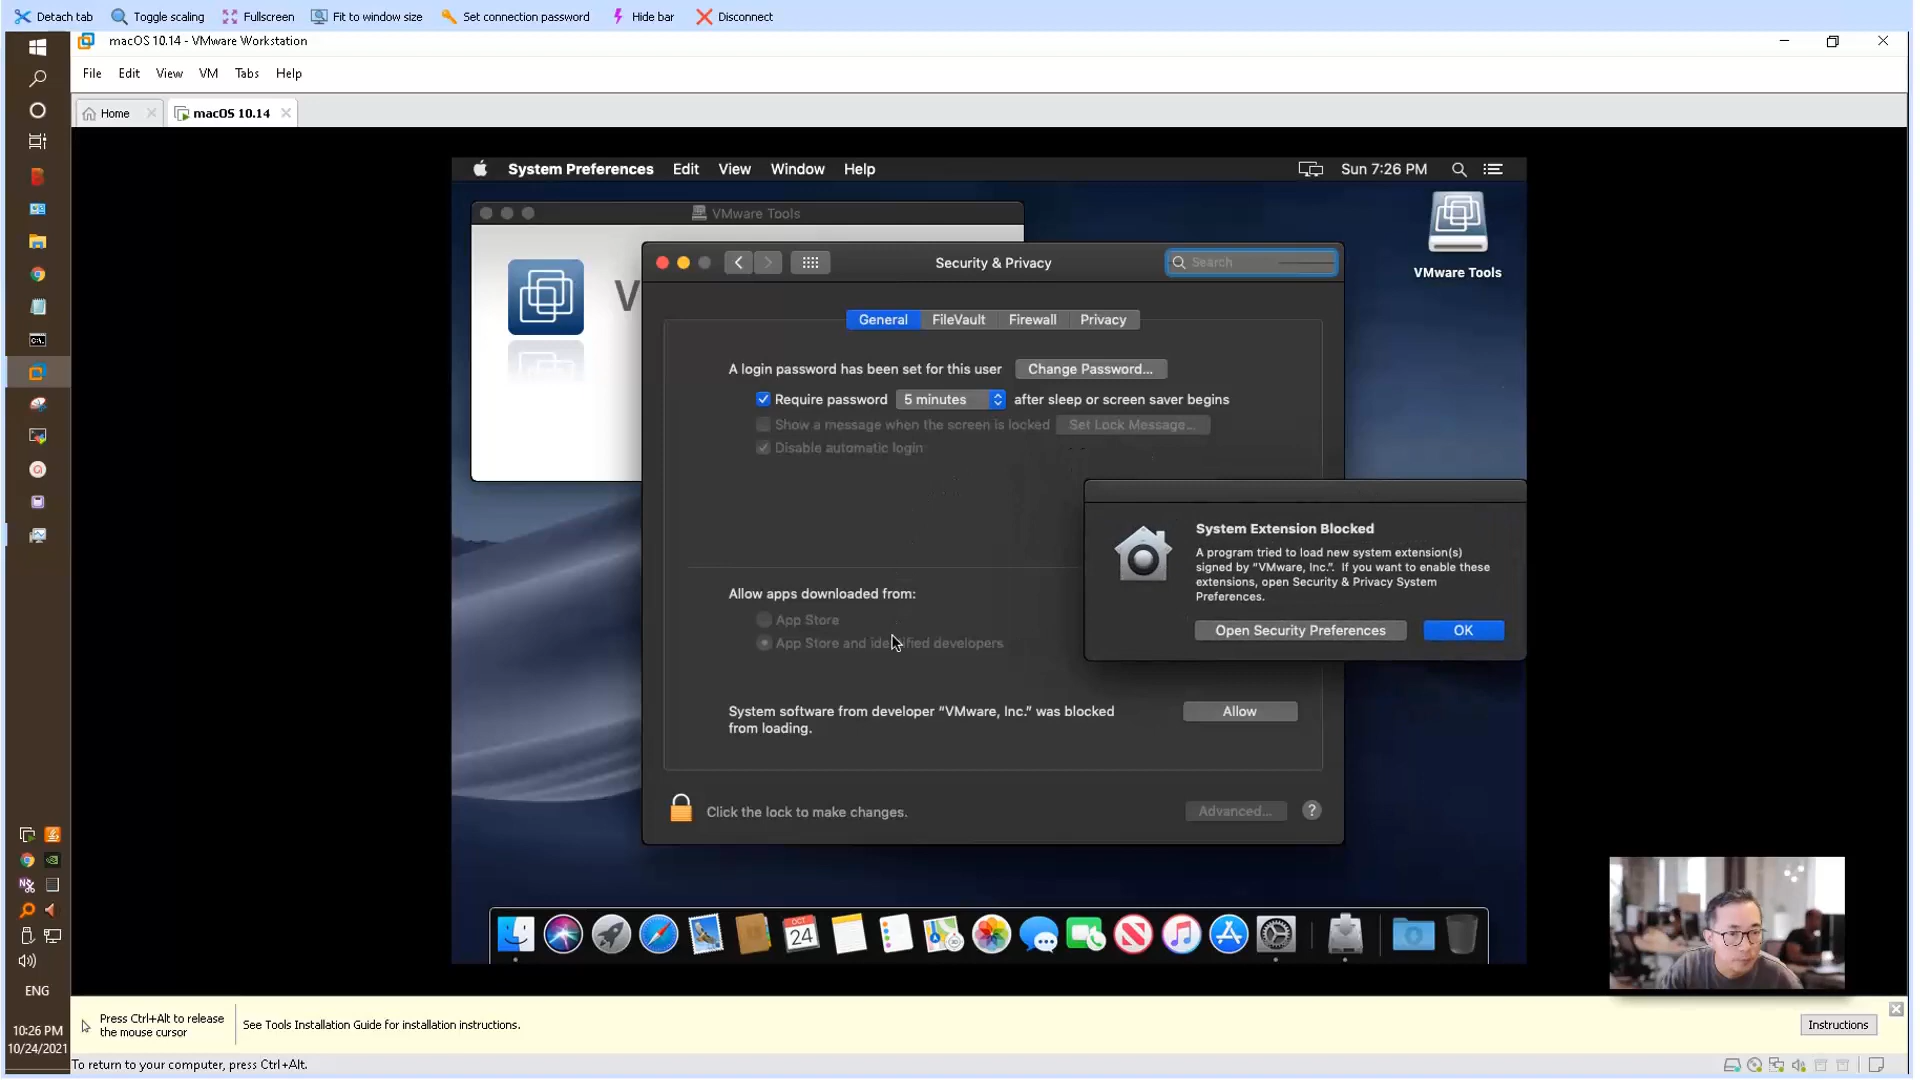 Detach tab Toggle scaling Fullscreen Fit to window size Set connection password Hide bar Disconnect
macOS 10.14 - VMware Workstation
File Edit View VM Tabs Help
Home macOS 10.14
System Preferences Edit View Window Help Sun 7:26 PM
VMware Tools
VMware Tools
V
Security & Privacy
Search
General FileVault Firewall Privacy
A login password has been set for this user Change Password...
Require password 5 minutes after sleep or screen saver begins
Show a message when the screen is locked Set Lock Message...
Disable automatic login
System Extension Blocked
A program tried to load new system extension(s)
signed by “VMware, Inc.”. If you want to enable these
extensions, open Security & Privacy System
Preferences.
Open Security Preferences OK
Allow apps downloaded from:
App Store
App Store and identified developers
System software from developer “VMware, Inc.” was blocked
from loading.
Allow
Click the lock to make changes.
Advanced... ?
OCT
24
ENG
10:26 PM
10/24/2021
Press Ctrl+Alt to release
the mouse cursor
See Tools Installation Guide for installation instructions.
Instructions
To return to your computer, press Ctrl+Alt.